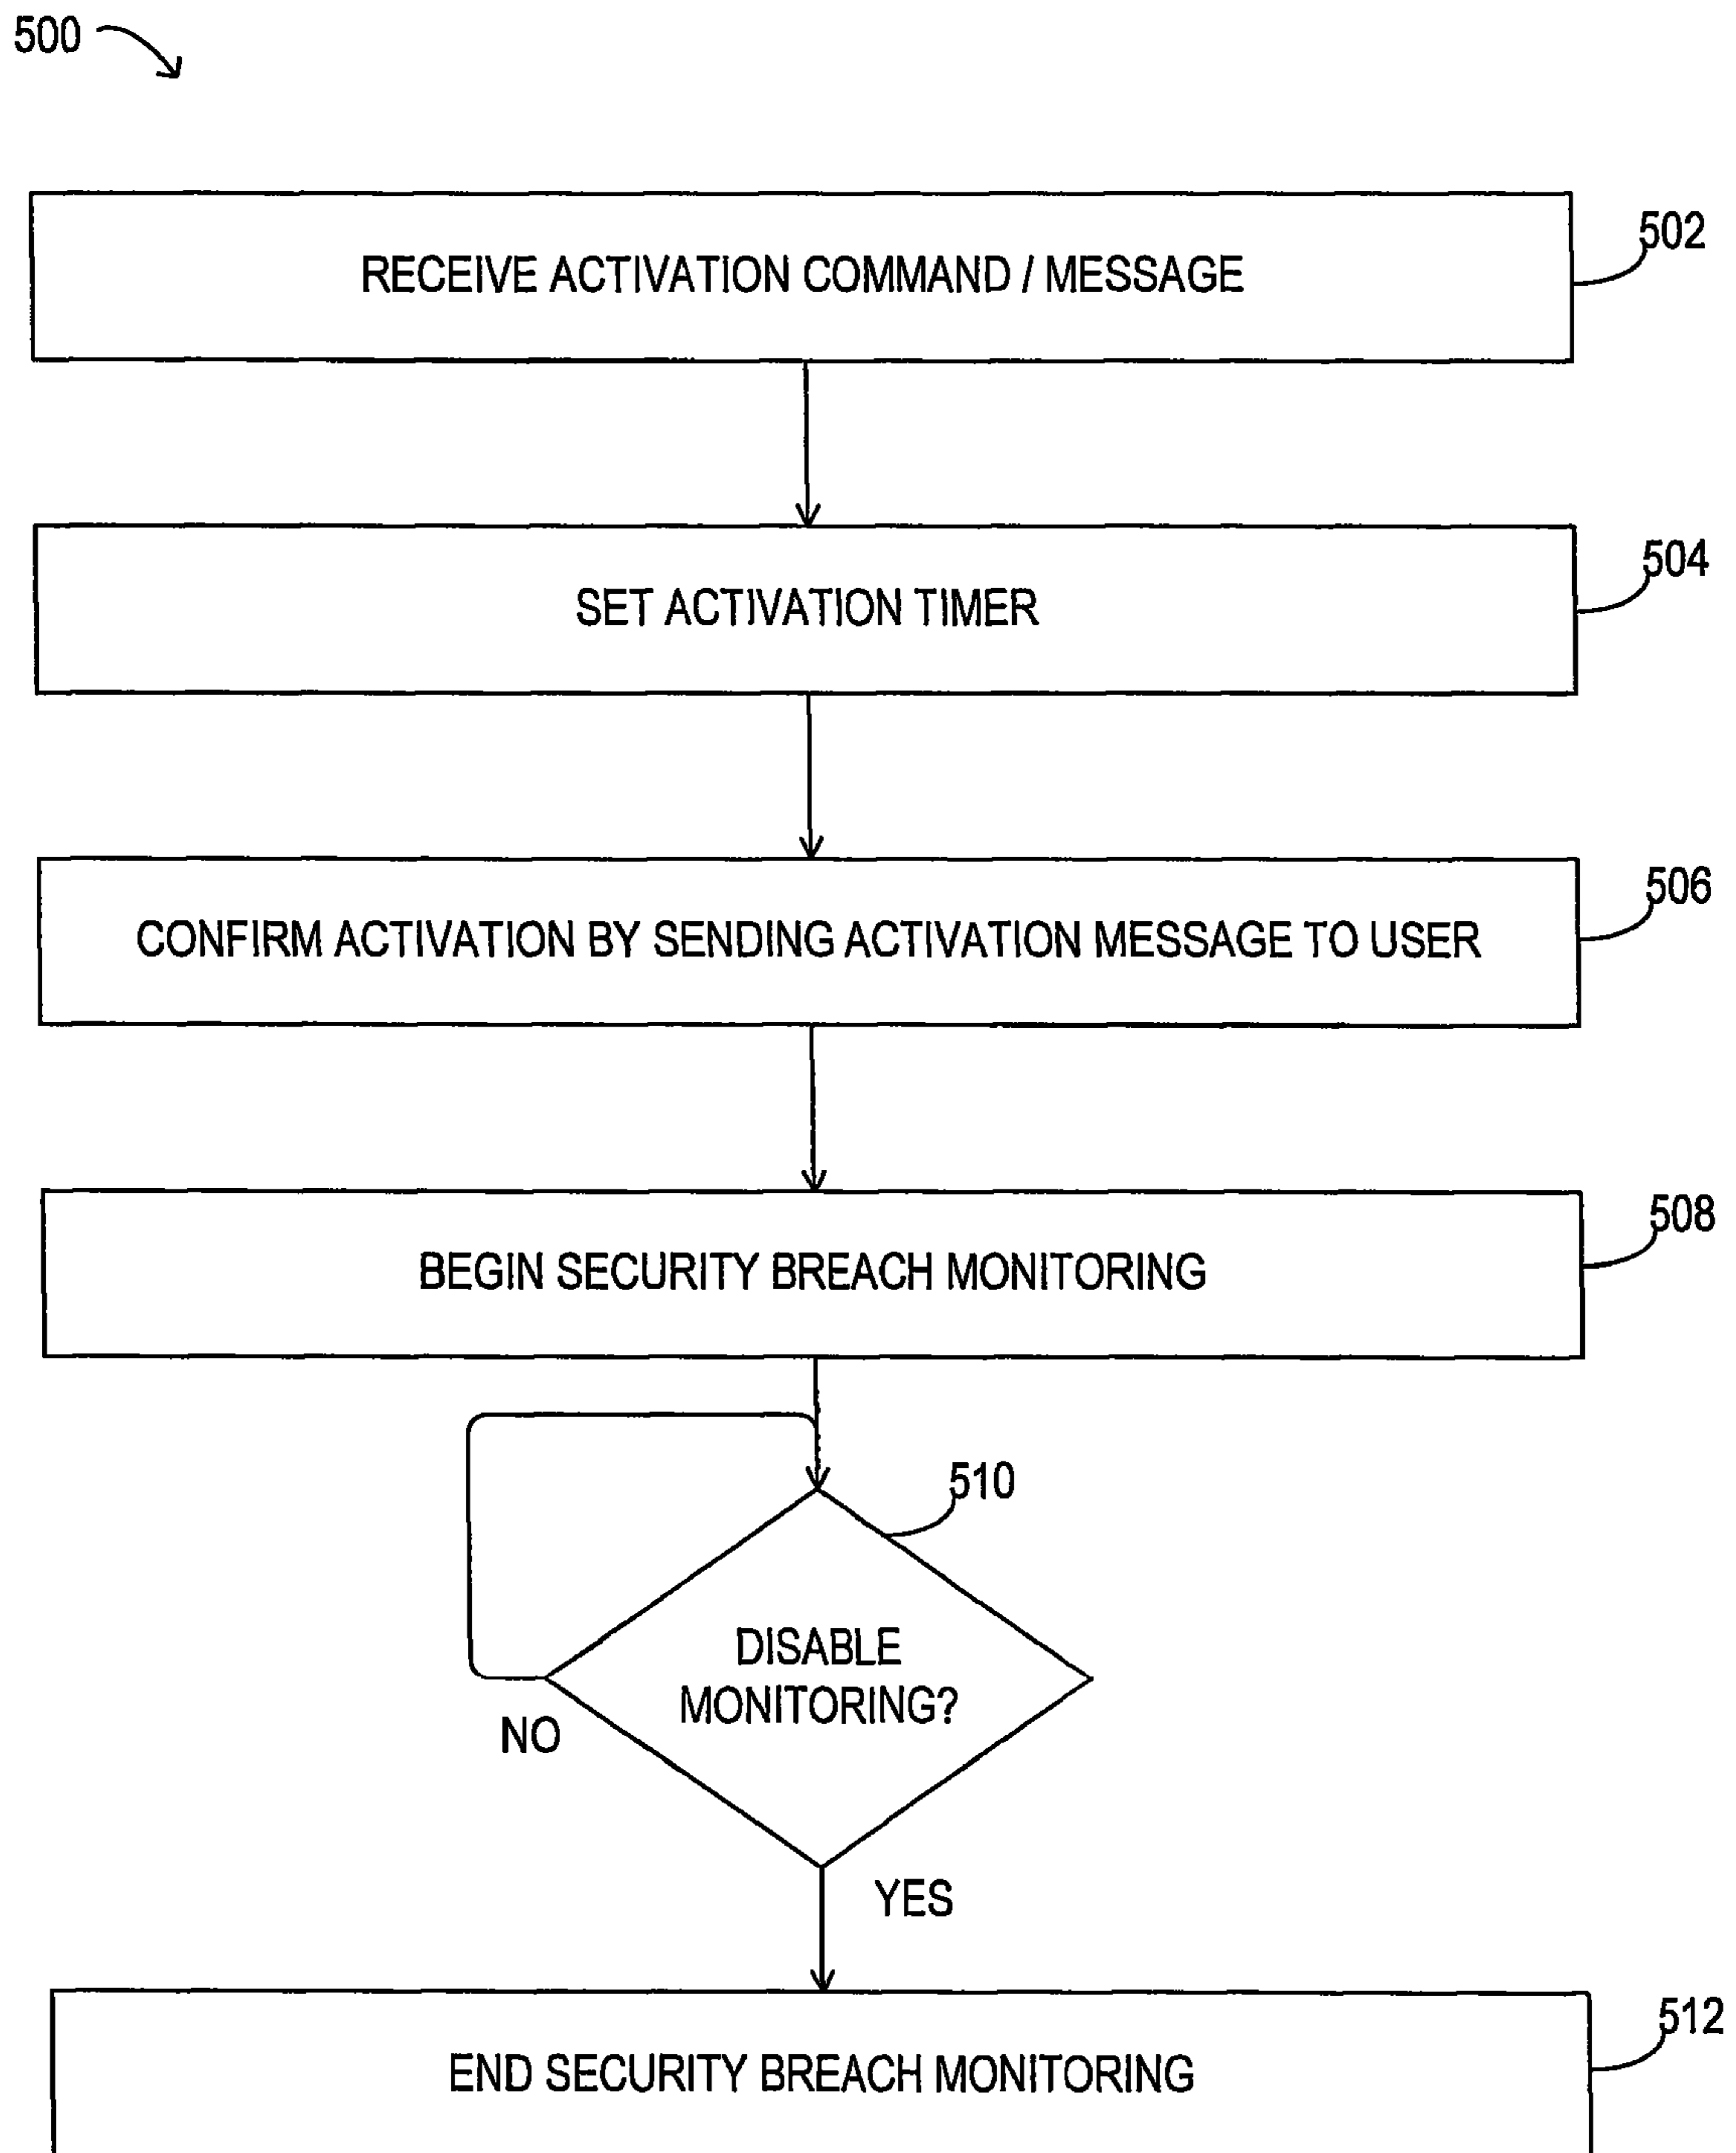 500
RECEIVE ACTIVATION COMMAND / MESSAGE
502
SET ACTIVATION TIMER
504
CONFIRM ACTIVATION BY SENDING ACTIVATION MESSAGE TO USER
506
BEGIN SECURITY BREACH MONITORING
508
510
DISABLE
MONITORING?
NO
YES
END SECURITY BREACH MONITORING
512